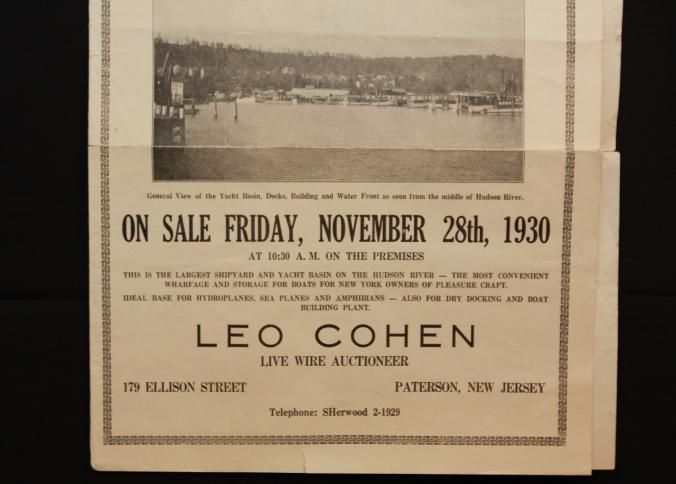 General View of the Yacht Basin, Docks, Building and Water Front as seen from the middle of Hudson River.
ON SALE FRIDAY, NOVEMBER 28th, 1930
AT 10:30 A. M. ON THE PREMISES
THIS IS THE LARGEST SHIPYARD AND YACHT BASIN ON THE HUDSON RIVER — THE MOST CONVENIENT
WHARFAGE AND STORAGE FOR BOATS FOR NEW YORK OWNERS OF PLEASURE CRAFT.
IDEAL BASE FOR HYDROPLANES, SEA PLANES AND AMPHIBIANS — ALSO FOR DRY DOCKING AND BOAT
BUILDING PLANT.
LEO COHEN
LIVE WIRE AUCTIONEER
179 ELLISON STREET PATERSON, NEW JERSEY
Telephone: SHerwood 2-1929